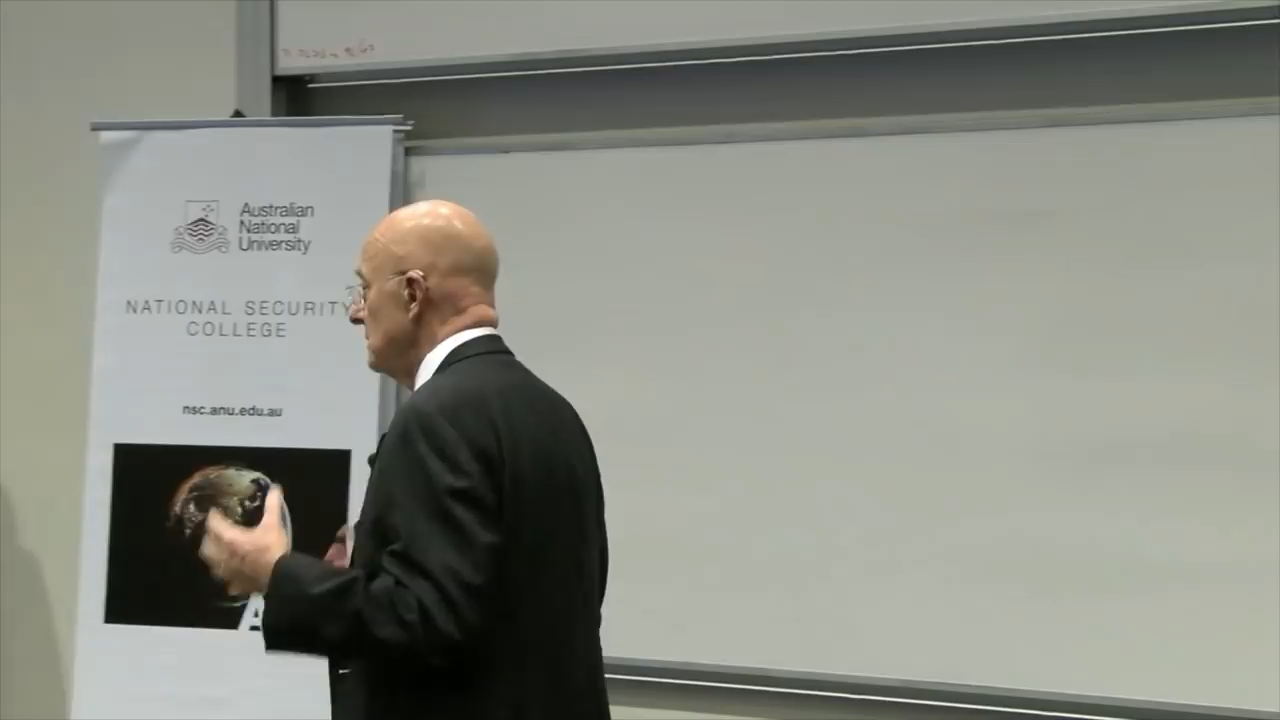 Australian
National
University
NATIONAL SECURITY
COLLEGE
nsc.anu.edu.au
A